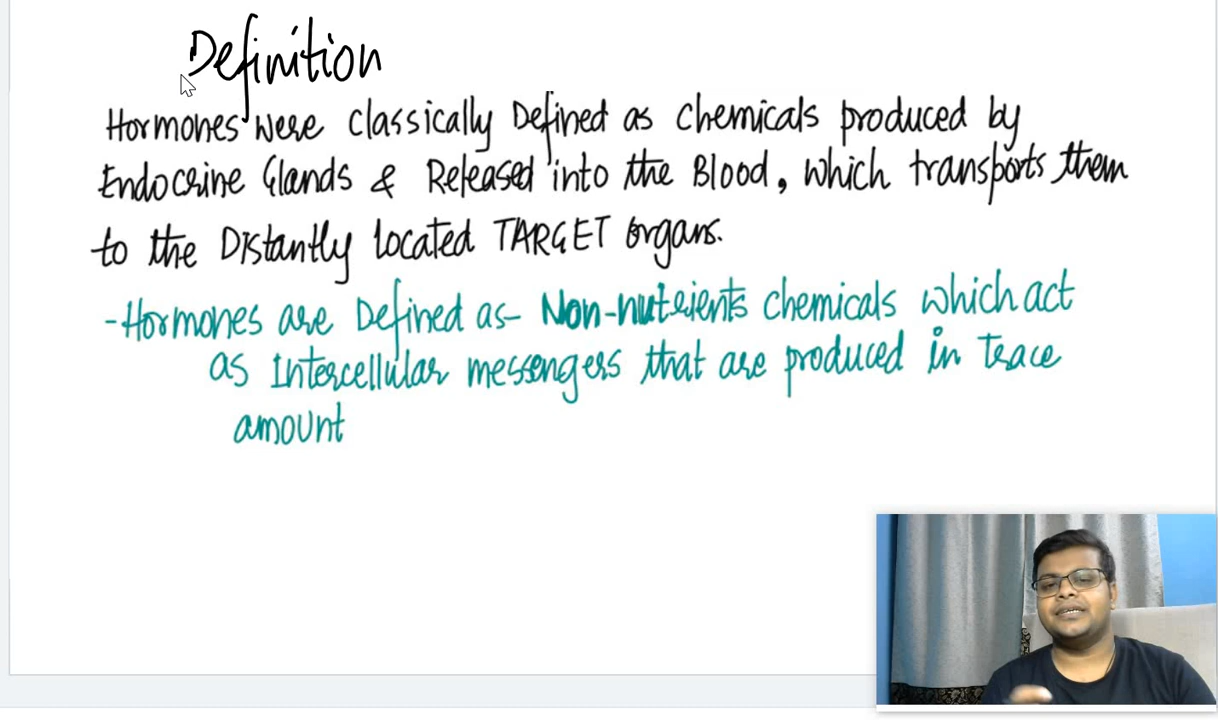 Definition
Hormones were classically Defined as chemicals produced by
Endocrine Glands & Released into the Blood, which transports them
to the Distantly located TARGET organs.
- Hormones are Defined as - Non-nutrients chemicals which act
as Intercellular messengers that are produced in trace
amount